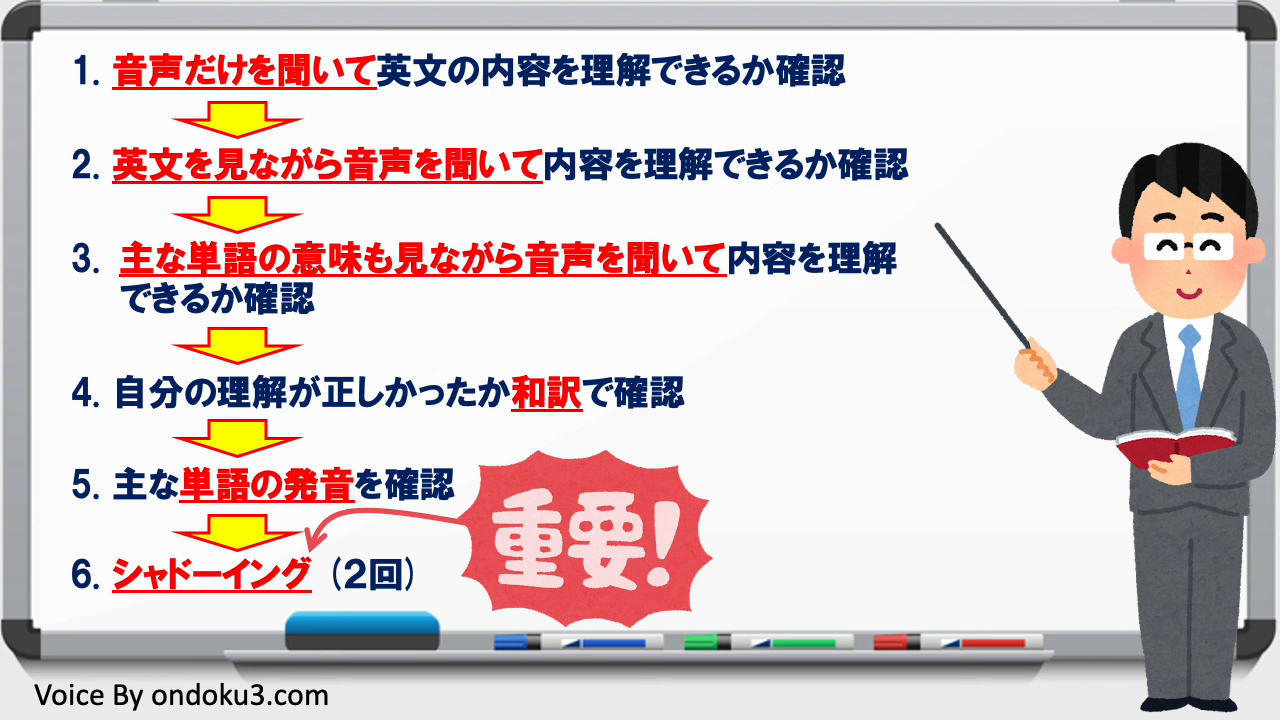 1. 音声だけを聞いて英文の内容を理解できるか確認
2. 英文を見ながら音声を聞いて内容を理解できるか確認
3. 主な単語の意味も見ながら音声を聞いて内容を理解
できるか確認
4. 自分の理解が正しかったか和訳で確認
5. 主な単語の発音を確認
重要!
6. シャドーイング（2回）
Voice By ondoku3.com